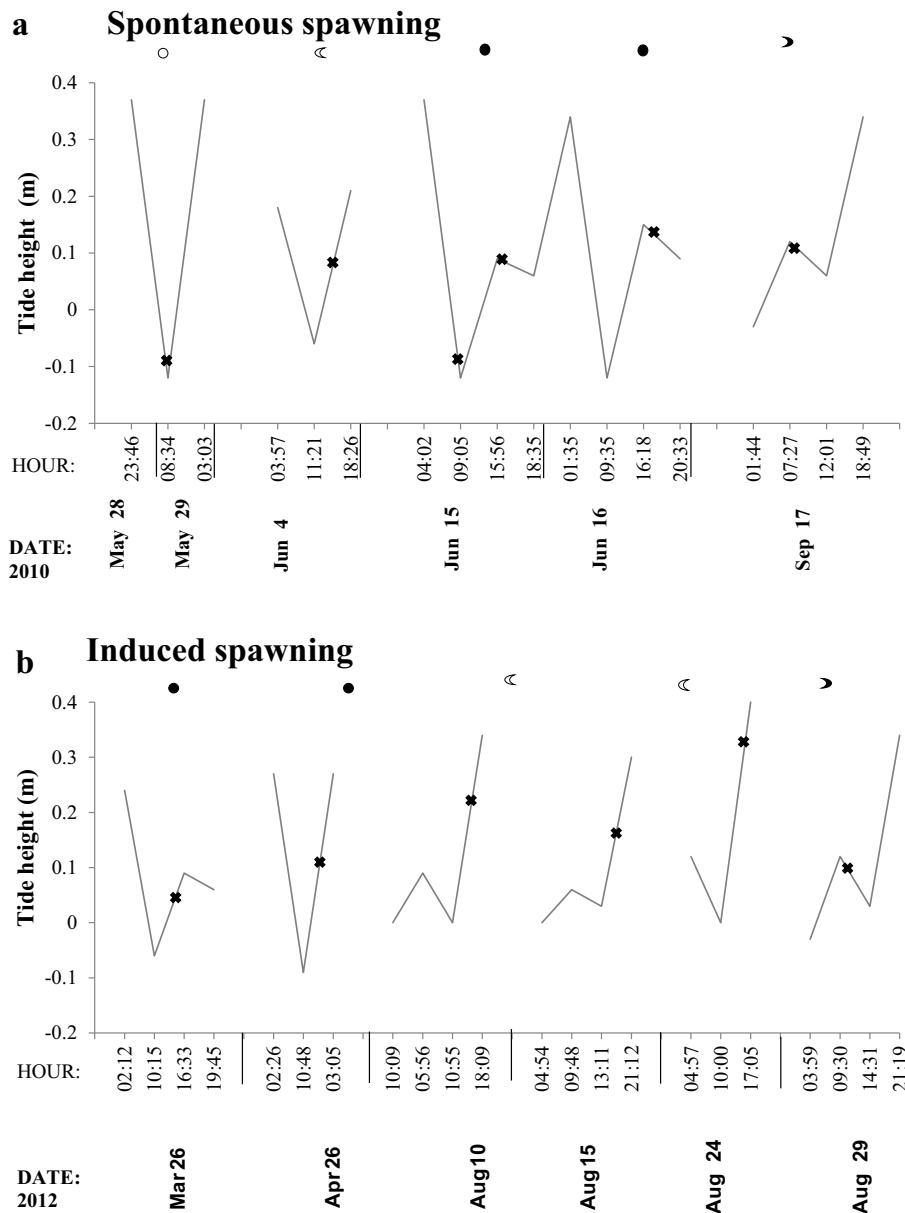 a Spontaneous spawning
0.4
0.3
0.2
0.1
0
-0.1
-0.2
Tide height (m)
HOUR: 23:46 08:34 03:03 03:57 11:21 18:26 04:02 09:05 15:56 18:35 01:35 09:35 16:18 20:33 01:44 07:27 12:01 18:49
DATE: 2010
May 28 May 29 Jun 4 Jun 15 Jun 16 Sep 17
b Induced spawning
0.4
0.3
0.2
0.1
0
-0.1
-0.2
Tide height (m)
HOUR: 02:12 10:15 16:33 19:45 02:26 10:48 03:05 10:09 05:56 10:55 18:09 04:54 09:48 13:11 21:12 04:57 10:00 17:05 03:59 09:30 14:31 21:19
DATE: 2012
Mar 26 Apr 26 Aug 10 Aug 15 Aug 24 Aug 29